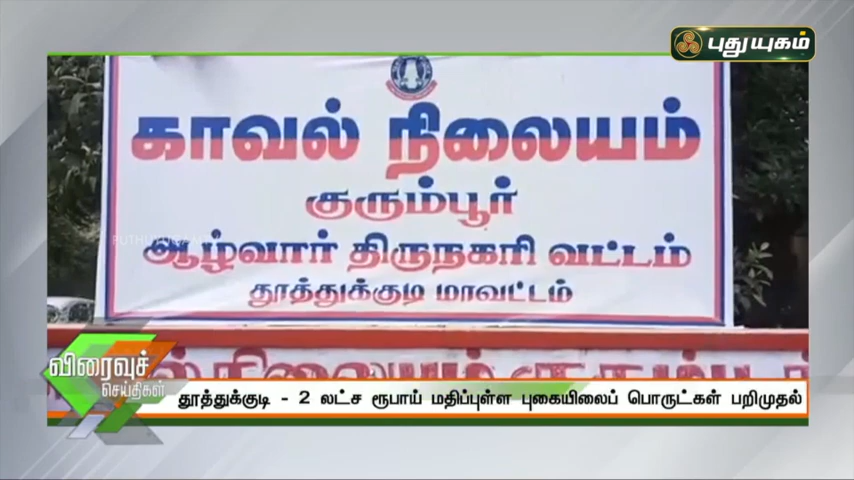 புதுயுகம்
காவல் நிலையம்
குரும்பூர்
ஆழ்வார் திருநகரி வட்டம்
தூத்துக்குடி மாவட்டம்
விரைவுச்
செய்திகள்
தூத்துக்குடி - 2 லட்ச ரூபாய் மதிப்புள்ள புகையிலைப் பொருட்கள் பறிமுதல்